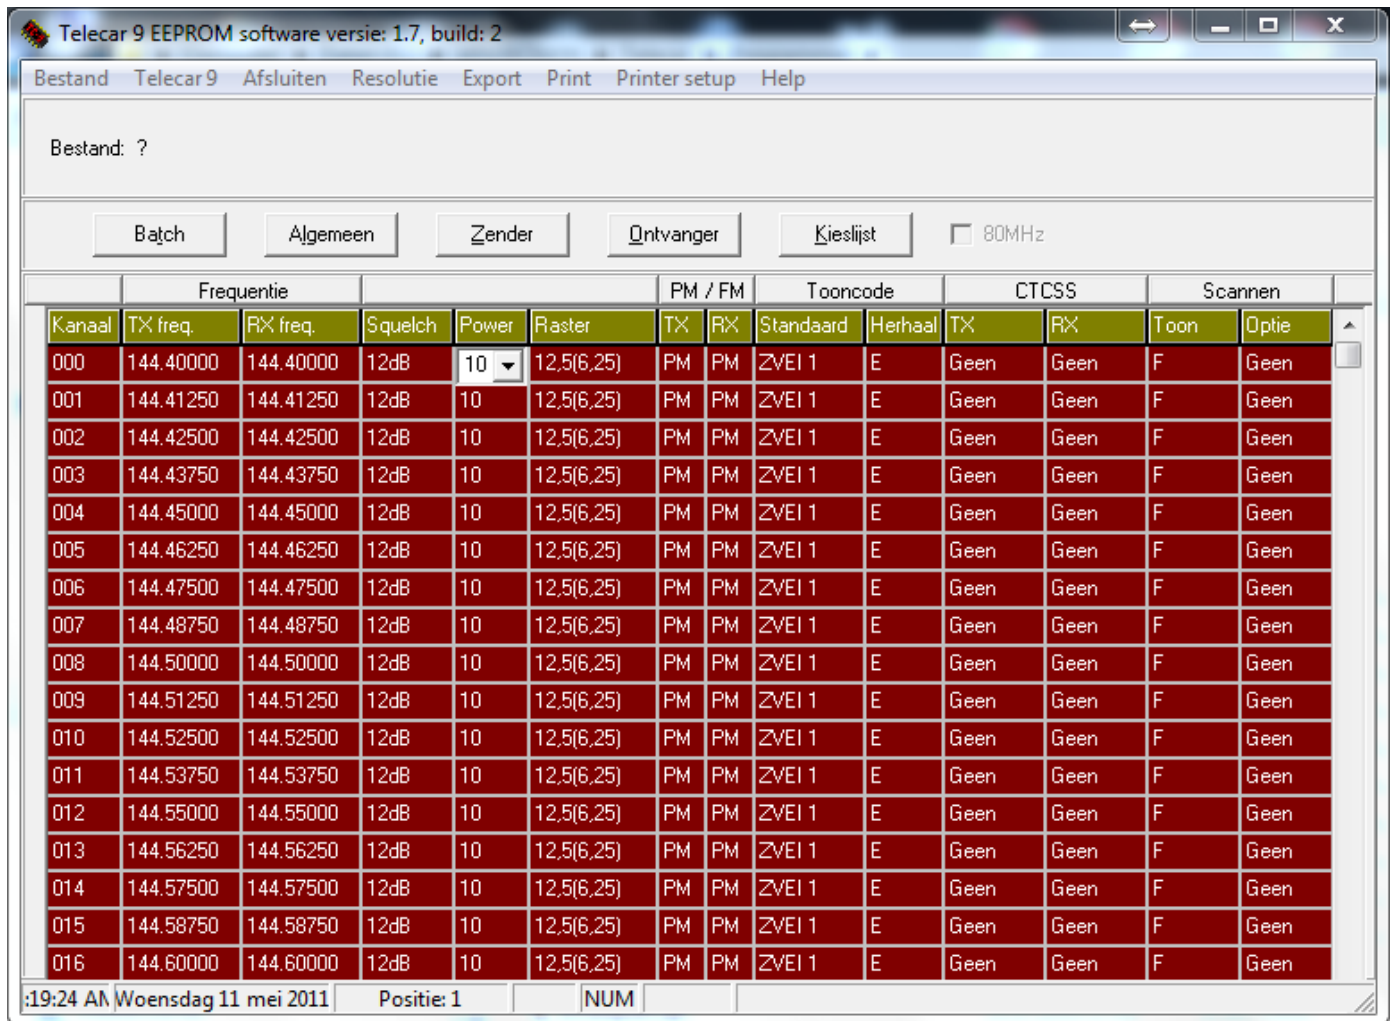 Telecar 9 EEPROM software versie: 1.7, build: 2
Bestand Telecar 9 Afsluiten Resolutie Export Print Printer setup Help
Bestand: ?
Batch Algemeen Zender Ontvanger Kieslijst 80MHz
Frequentie PM / FM Tooncode CTCSS Scannen
Kanaal TX freq. RX freq. Squelch Power Raster TX RX Standaard Herhaal TX RX Toon Optie
000 144.40000 144.40000 12dB 10 12,5(6,25) PM PM ZVEI 1 E Geen Geen F Geen
001 144.41250 144.41250 12dB 10 12,5(6,25) PM PM ZVEI 1 E Geen Geen F Geen
002 144.42500 144.42500 12dB 10 12,5(6,25) PM PM ZVEI 1 E Geen Geen F Geen
003 144.43750 144.43750 12dB 10 12,5(6,25) PM PM ZVEI 1 E Geen Geen F Geen
004 144.45000 144.45000 12dB 10 12,5(6,25) PM PM ZVEI 1 E Geen Geen F Geen
005 144.46250 144.46250 12dB 10 12,5(6,25) PM PM ZVEI 1 E Geen Geen F Geen
006 144.47500 144.47500 12dB 10 12,5(6,25) PM PM ZVEI 1 E Geen Geen F Geen
007 144.48750 144.48750 12dB 10 12,5(6,25) PM PM ZVEI 1 E Geen Geen F Geen
008 144.50000 144.50000 12dB 10 12,5(6,25) PM PM ZVEI 1 E Geen Geen F Geen
009 144.51250 144.51250 12dB 10 12,5(6,25) PM PM ZVEI 1 E Geen Geen F Geen
010 144.52500 144.52500 12dB 10 12,5(6,25) PM PM ZVEI 1 E Geen Geen F Geen
011 144.53750 144.53750 12dB 10 12,5(6,25) PM PM ZVEI 1 E Geen Geen F Geen
012 144.55000 144.55000 12dB 10 12,5(6,25) PM PM ZVEI 1 E Geen Geen F Geen
013 144.56250 144.56250 12dB 10 12,5(6,25) PM PM ZVEI 1 E Geen Geen F Geen
014 144.57500 144.57500 12dB 10 12,5(6,25) PM PM ZVEI 1 E Geen Geen F Geen
015 144.58750 144.58750 12dB 10 12,5(6,25) PM PM ZVEI 1 E Geen Geen F Geen
016 144.60000 144.60000 12dB 10 12,5(6,25) PM PM ZVEI 1 E Geen Geen F Geen
:19:24 AM Woensdag 11 mei 2011 Positie: 1 NUM